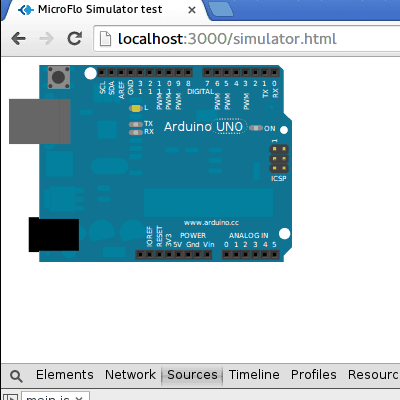 MicroFlo Simulator test
localhost:3000/simulator.html
SCL
SDA
AREF
GND
13
12
PWM 11
PWM 10
PWM 9
8
DIGITAL
7
PWM 6
PWM 5
4
PWM 3
2
TX 1
RX 0
L
TX
RX
Arduino UNO
ON
1
ICSP
www.arduino.cc
IOREF
RESET
3V3
5V
Gnd
Vin
POWER
ANALOG IN
0 1 2 3 4 5
Elements Network Sources Timeline Profiles Resourc
main.js